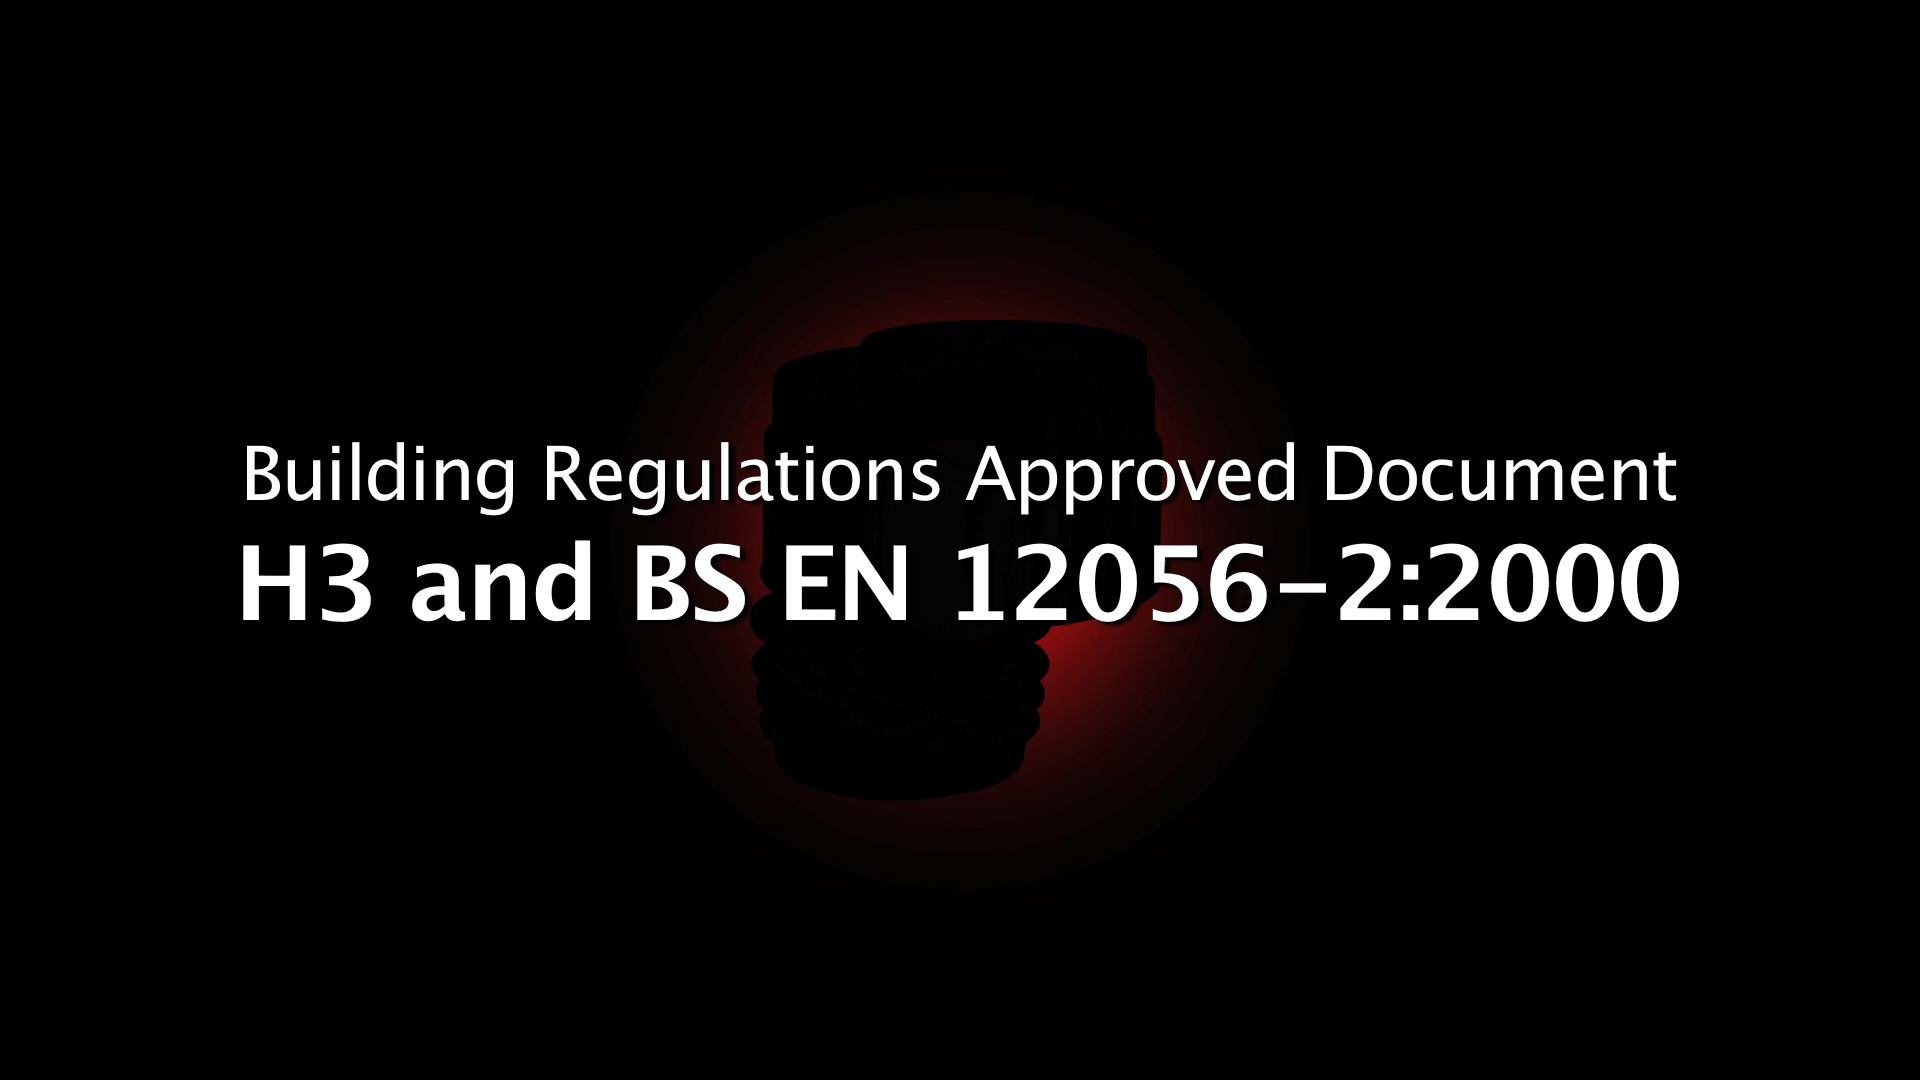 Building Regulations Approved Document
H3 and BS EN 12056-2:2000